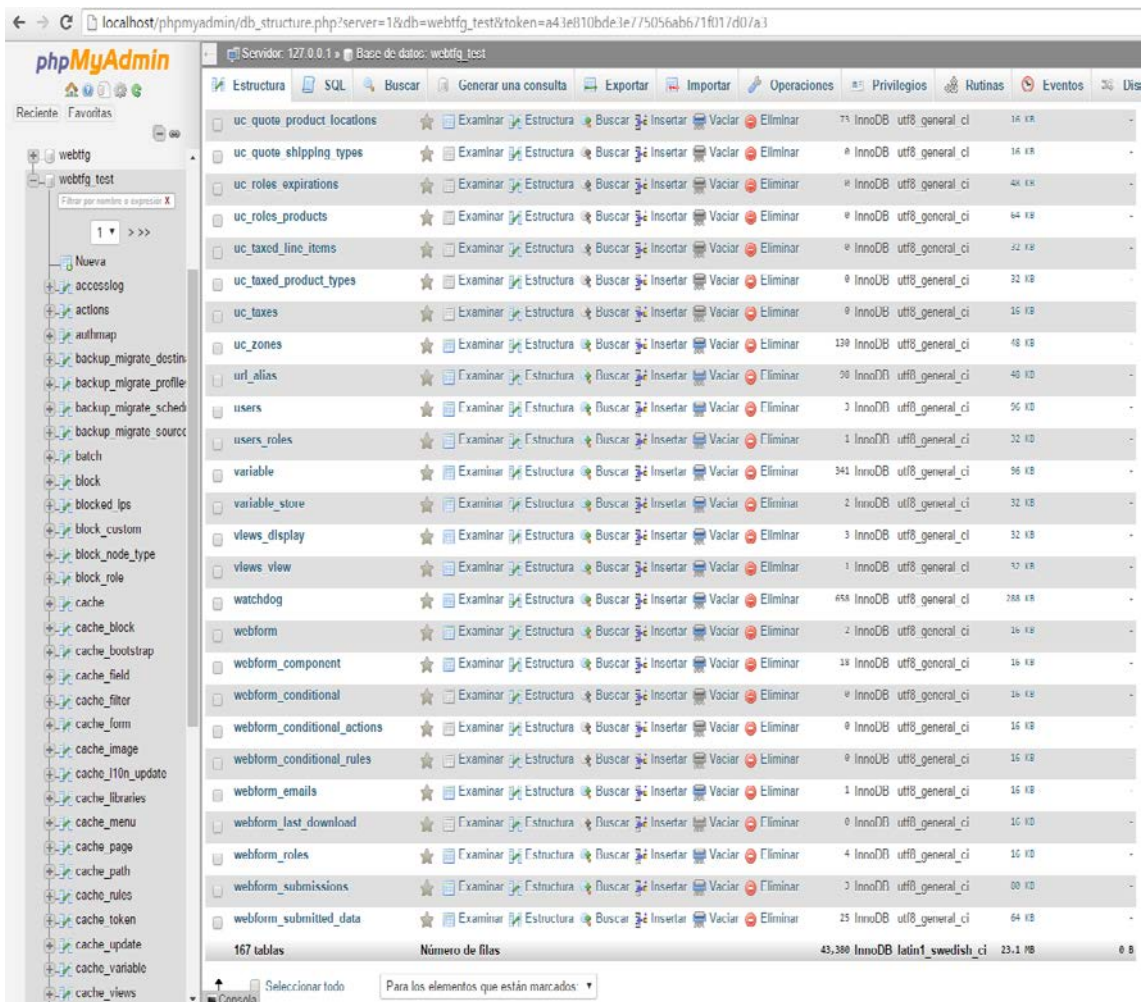 localhost/phpmyadmin/db_structure.php?server=1&db=webtfg_test&token=a43e810bde3e775056ab671f017d07a3
phpMyAdmin
Reciente Favoritas
webtfg
webtfg_test
Filtrar por nombre o expresión X
1 > >>
Nueva
accesslog
actions
authmap
backup_migrate_destin
backup_migrate_profile
backup_migrate_sched
backup_migrate_source
batch
block
blocked_ips
block_custom
block_node_type
block_role
cache
cache_block
cache_bootstrap
cache_field
cache_filter
cache_form
cache_image
cache_l10n_update
cache_libraries
cache_menu
cache_page
cache_path
cache_rules
cache_token
cache_update
cache_variable
cache_views
Servidor: 127.0.0.1 » Base de datos: webtfg_test
Estructura SQL Buscar Generar una consulta Exportar Importar Operaciones Privilegios Rutinas Eventos Dis
uc_quote_product_locations Examinar Estructura Buscar Insertar Vaciar Eliminar InnoDB utf8_general_ci 16 KB -
uc_quote_shipping_types Examinar Estructura Buscar Insertar Vaciar Eliminar 0 InnoDB utf8_general_ci 16 KB -
uc_roles_expirations Examinar Estructura Buscar Insertar Vaciar Eliminar 0 InnoDB utf8_general_ci 48 KB -
uc_roles_products Examinar Estructura Buscar Insertar Vaciar Eliminar 0 InnoDB utf8_general_ci 64 KB -
uc_taxed_line_items Examinar Estructura Buscar Insertar Vaciar Eliminar 0 InnoDB utf8_general_ci 32 KB -
uc_taxed_product_types Examinar Estructura Buscar Insertar Vaciar Eliminar 0 InnoDB utf8_general_ci 32 KB -
uc_taxes Examinar Estructura Buscar Insertar Vaciar Eliminar 0 InnoDB utf8_general_ci 16 KB -
uc_zones Examinar Estructura Buscar Insertar Vaciar Eliminar 130 InnoDB utf8_general_ci 48 KB -
url_alias Examinar Estructura Buscar Insertar Vaciar Eliminar InnoDB utf8_general_ci 48 KB -
users Examinar Estructura Buscar Insertar Vaciar Eliminar 3 InnoDB utf8_general_ci 96 KB -
users_roles Examinar Estructura Buscar Insertar Vaciar Eliminar 1 InnoDB utf8_general_ci 32 KB -
variable Examinar Estructura Buscar Insertar Vaciar Eliminar 341 InnoDB utf8_general_ci 96 KB -
variable_store Examinar Estructura Buscar Insertar Vaciar Eliminar 2 InnoDB utf8_general_ci 32 KB -
views_display Examinar Estructura Buscar Insertar Vaciar Eliminar 3 InnoDB utf8_general_ci 32 KB -
views_view Examinar Estructura Buscar Insertar Vaciar Eliminar 1 InnoDB utf8_general_ci 32 KB -
watchdog Examinar Estructura Buscar Insertar Vaciar Eliminar 658 InnoDB utf8_general_ci 288 KB -
webform Examinar Estructura Buscar Insertar Vaciar Eliminar 2 InnoDB utf8_general_ci 16 KB -
webform_component Examinar Estructura Buscar Insertar Vaciar Eliminar 18 InnoDB utf8_general_ci 16 KB -
webform_conditional Examinar Estructura Buscar Insertar Vaciar Eliminar 0 InnoDB utf8_general_ci 16 KB -
webform_conditional_actions Examinar Estructura Buscar Insertar Vaciar Eliminar 0 InnoDB utf8_general_ci 16 KB -
webform_conditional_rules Examinar Estructura Buscar Insertar Vaciar Eliminar 0 InnoDB utf8_general_ci 16 KB -
webform_emails Examinar Estructura Buscar Insertar Vaciar Eliminar 1 InnoDB utf8_general_ci 16 KB -
webform_last_download Examinar Estructura Buscar Insertar Vaciar Eliminar 0 InnoDB utf8_general_ci 16 KB -
webform_roles Examinar Estructura Buscar Insertar Vaciar Eliminar 4 InnoDB utf8_general_ci 16 KB -
webform_submissions Examinar Estructura Buscar Insertar Vaciar Eliminar 3 InnoDB utf8_general_ci 80 KB -
webform_submitted_data Examinar Estructura Buscar Insertar Vaciar Eliminar 25 InnoDB utf8_general_ci 64 KB -
167 tablas Número de filas 43,380 InnoDB latin1_swedish_ci 23.1 MB 0 B
Seleccionar todo Para los elementos que están marcados:
Consola